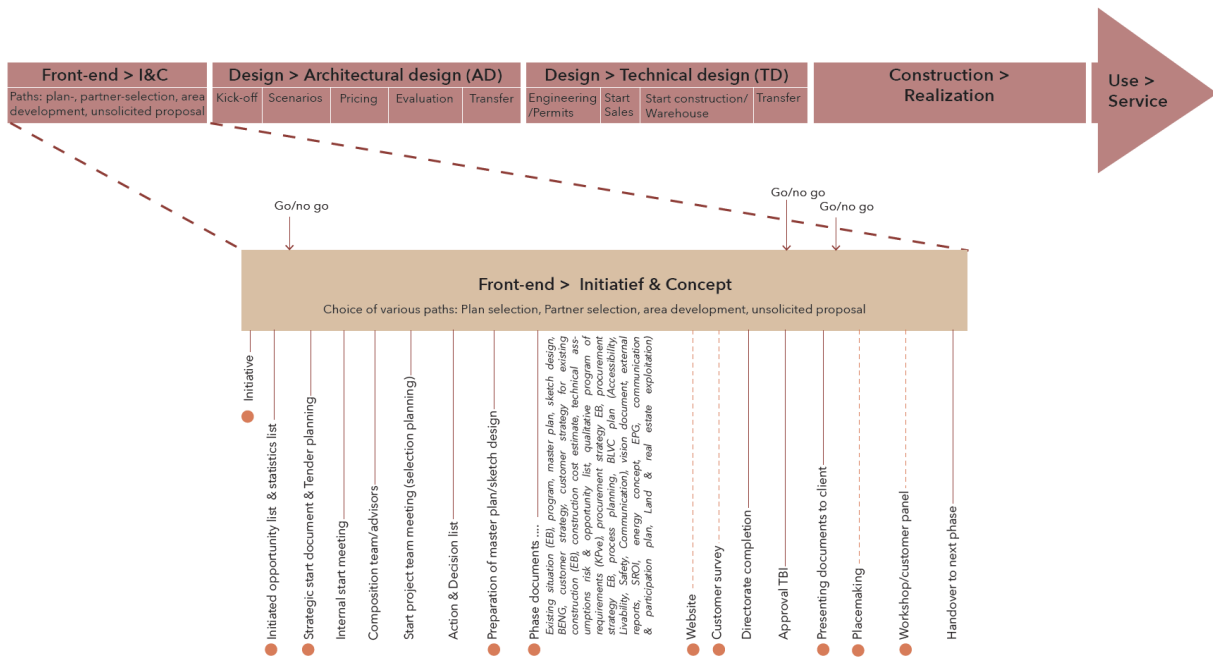 Front-end > I&C
Paths: plan-, partner-selection, area
development, unsolicited proposal
Design > Architectural design (AD)
Kick-off
Scenarios
Pricing
Evaluation
Transfer
Design > Technical design (TD)
Engineering
/Permits
Start
Sales
Start construction/
Warehouse
Transfer
Construction >
Realization
Use >
Service
Go/no go
Go/no go
Go/no go
Front-end > Initiatief & Concept
Choice of various paths: Plan selection, Partner selection, area development, unsolicited proposal
Initiative
Initiated opportunity list & statistics list
Strategic start document & Tender planning
Internal start meeting
Composition team/advisors
Start project team meeting (selection planning)
Action & Decision list
Preparation of master plan/sketch design
Phase documents ....
Existing situation (EB), program, master plan, sketch design,
BENG, customer strategy, customer strategy for existing
construction (EB), construction cost estimate, technical ass-
umptions risk & opportunity list, qualitative program of
requirements (KPve), procurement strategy EB, procurement
strategy EB, process planning, BLVC plan (Accessibility,
Livability, Safety, Communication), vision document, external
reports, SROI, energy concept, EPG, communication
& participation plan, Land & real estate exploitation)
Website
Customer survey
Directorate completion
Approval TBI
Presenting documents to client
Placemaking
Workshop/customer panel
Handover to next phase